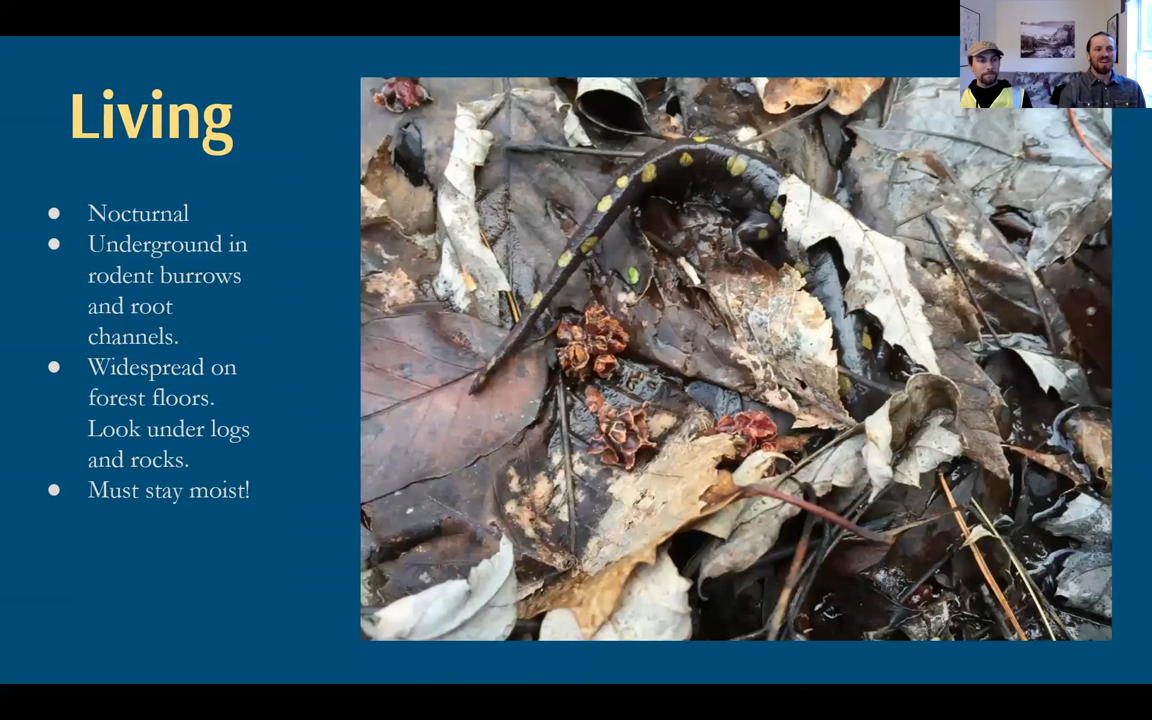 Living
● Nocturnal
● Underground in
rodent burrows
and root
channels.
● Widespread on
forest floors.
Look under logs
and rocks.
● Must stay moist!